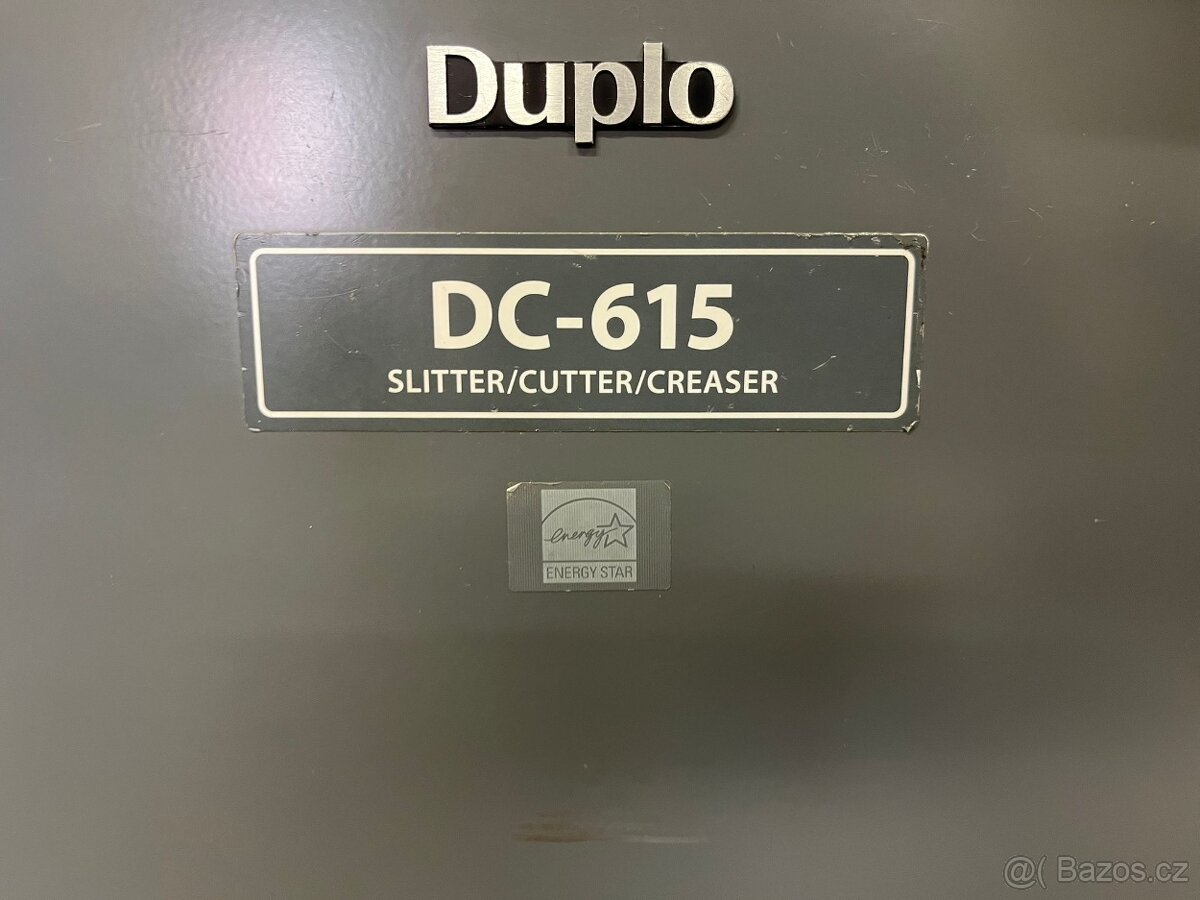 Duplo
DC-615
SLITTER/CUTTER/CREASER
energy
ENERGY STAR
@( Bazos.cz